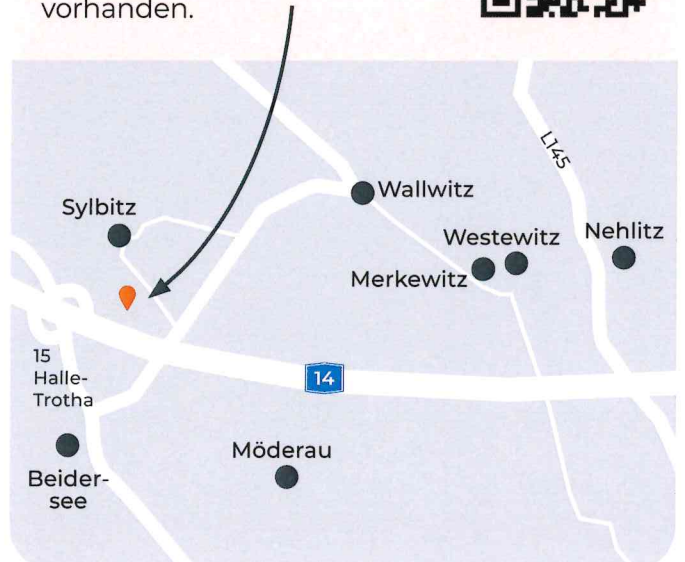 vorhanden.
L145
Wallwitz
Sylbitz
Westewitz
Nehlitz
Merkewitz
15
Halle-
Trotha
14
Möderau
Beider-
see